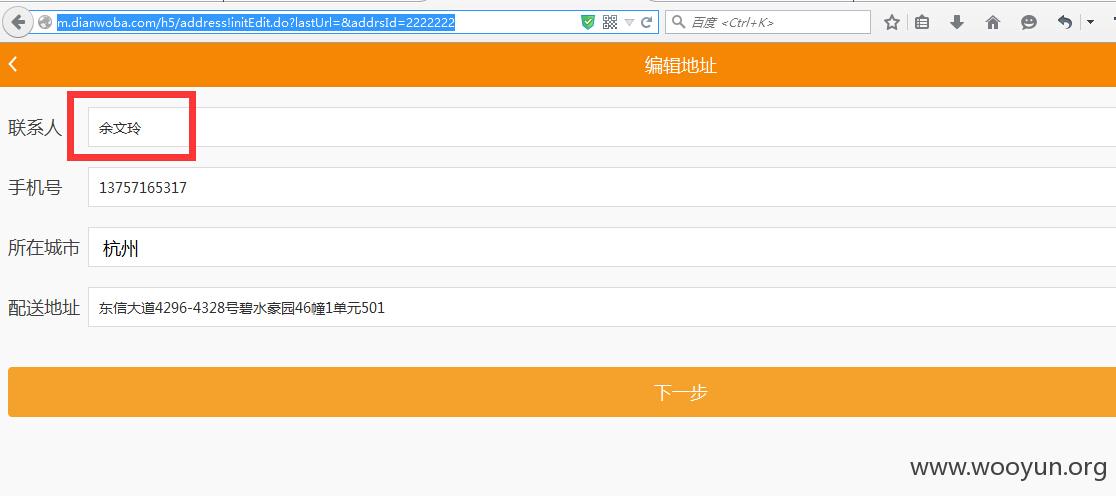 m.dianwoba.com/h5/address!initEdit.do?lastUrl=&addrsId=2222222
百度 <Ctrl+K>
编辑地址
联系人 余文玲
手机号 13757165317
所在城市 杭州
配送地址 东信大道4296-4328号碧水豪园46幢1单元501
下一步
www.wooyun.org